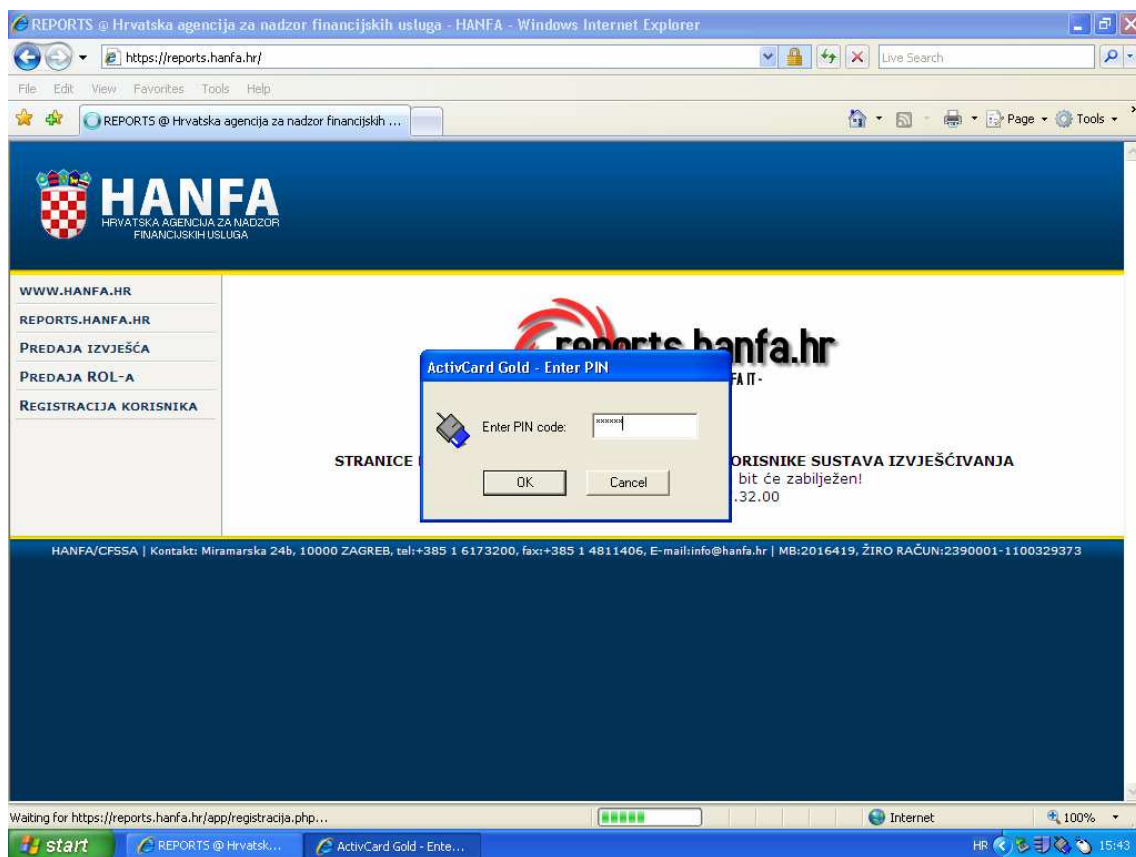 REPORTS @ Hrvatska agencija za nadzor financijskih usluga - HANFA - Windows Internet Explorer
https://reports.hanfa.hr/
Live Search
File Edit View Favorites Tools Help
REPORTS @ Hrvatska agencija za nadzor financijskih ...
Page Tools
HANFA
HRVATSKA AGENCIJA ZA NADZOR
FINANCIJSKIH USLUGA
WWW.HANFA.HR
REPORTS.HANFA.HR
PREDAJA IZVJEŠĆA
PREDAJA ROL-A
REGISTRACIJA KORISNIKA
reports.hanfa.hr
FA IT -
ActivCard Gold - Enter PIN
Enter PIN code: ××××××
OK Cancel
STRANICE
ORISNIKE SUSTAVA IZVJEŠĆIVANJA
bit će zabilježen!
.32.00
HANFA/CFSSA | Kontakt: Miramarska 24b, 10000 ZAGREB, tel:+385 1 6173200, fax:+385 1 4811406, E-mail:info@hanfa.hr | MB:2016419, ŽIRO RAČUN:2390001-1100329373
Waiting for https://reports.hanfa.hr/app/registracija.php...
Internet
100%
start
REPORTS @ Hrvatsk...
ActivCard Gold - Ente...
HR
15:43